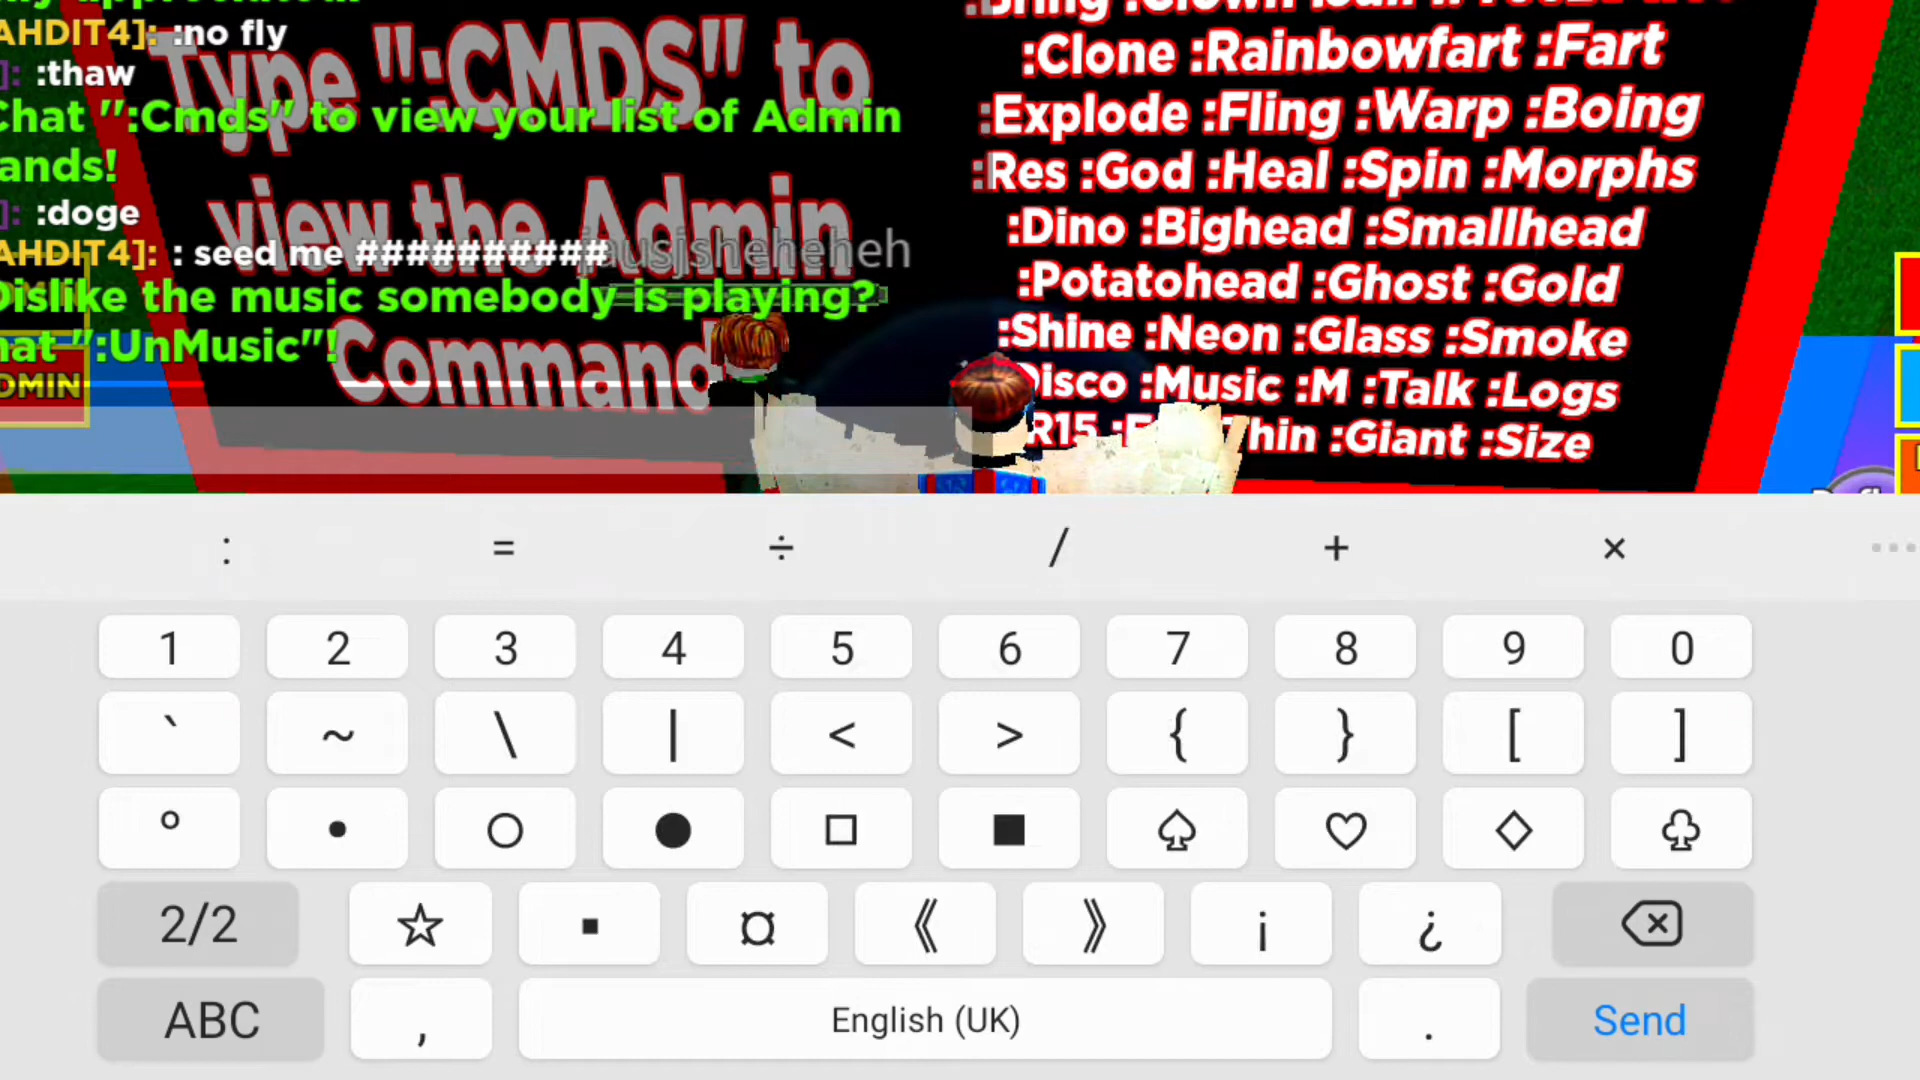 AHDIT4]: :no fly
]: :thaw
Chat ":Cmds" to view your list of Admin
ands!
]: :doge
AHDIT4]: : seed me ##########
Dislike the music somebody is playing?
hat ":UnMusic"!
DMIN
Type ":CMDS" to
view the Admin
Command
jausjsheheheh
:Clone :Rainbowfart :Fart
:Explode :Fling :Warp :Boing
:Res :God :Heal :Spin :Morphs
:Dino :Bighead :Smallhead
:Potatohead :Ghost :Gold
:Shine :Neon :Glass :Smoke
Disco :Music :M :Talk :Logs
R15 hin :Giant :Size
: = ÷ / + ×
1 2 3 4 5 6 7 8 9 0
` ~ \ | < > { } [ ]
° • ○ ● □ ■ ♤ ♡ ◇ ♧
2/2 ☆ ▪ ¤ 《 》 ¡ ¿
ABC , English (UK) . Send